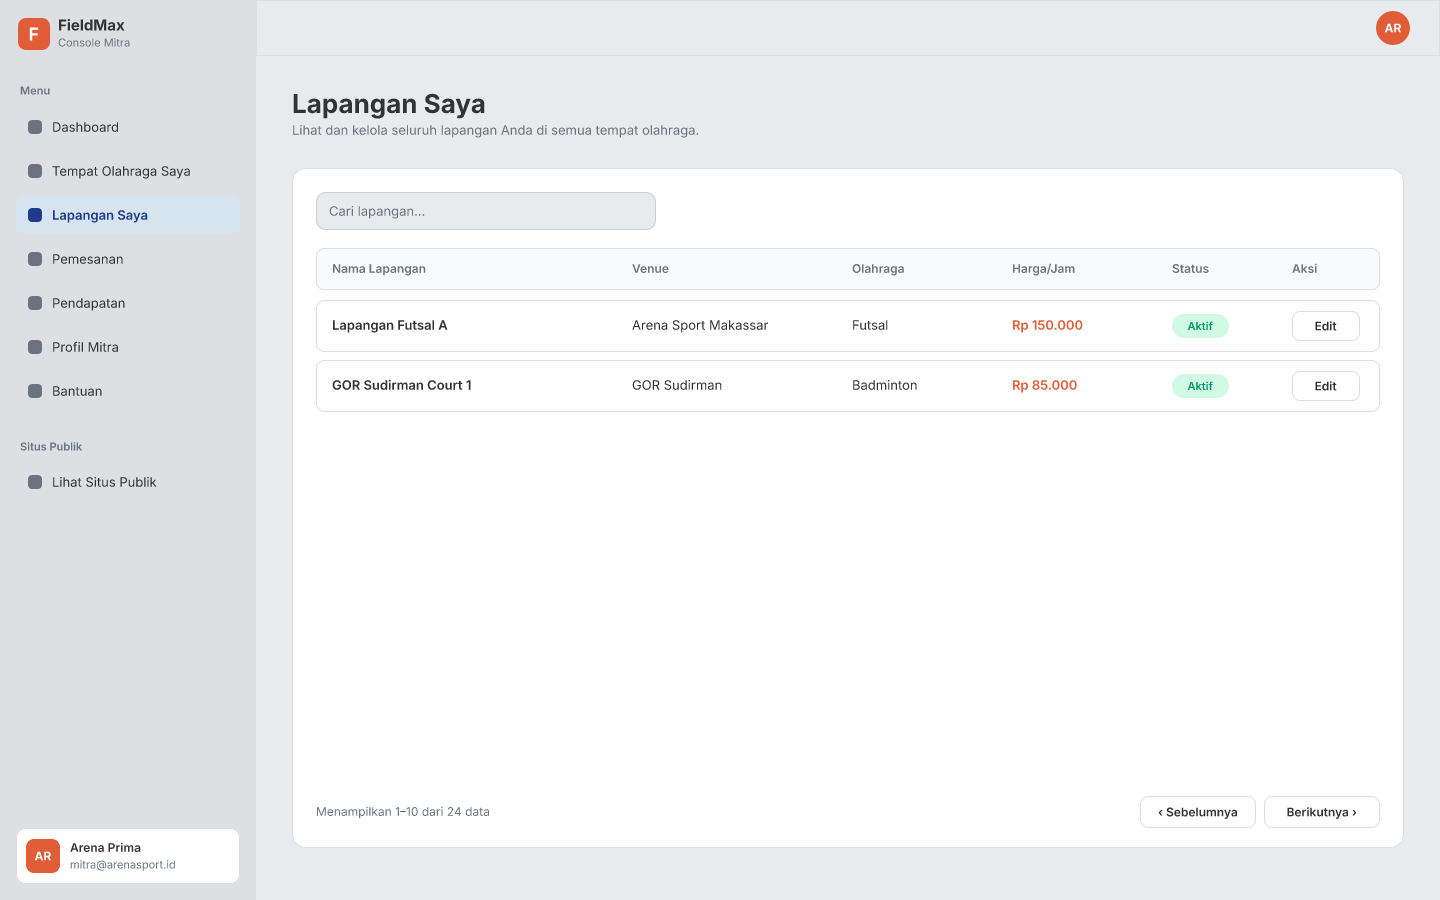 F
FieldMax
Console Mitra
AR
Menu
Dashboard
Tempat Olahraga Saya
Lapangan Saya
Pemesanan
Pendapatan
Profil Mitra
Bantuan
Situs Publik
Lihat Situs Publik
AR
Arena Prima
mitra@arenasport.id
Lapangan Saya
Lihat dan kelola seluruh lapangan Anda di semua tempat olahraga.
Cari lapangan...
Nama Lapangan Venue Olahraga Harga/Jam Status Aksi
Lapangan Futsal A Arena Sport Makassar Futsal Rp 150.000 Aktif Edit
GOR Sudirman Court 1 GOR Sudirman Badminton Rp 85.000 Aktif Edit
Menampilkan 1–10 dari 24 data
‹ Sebelumnya Berikutnya ›